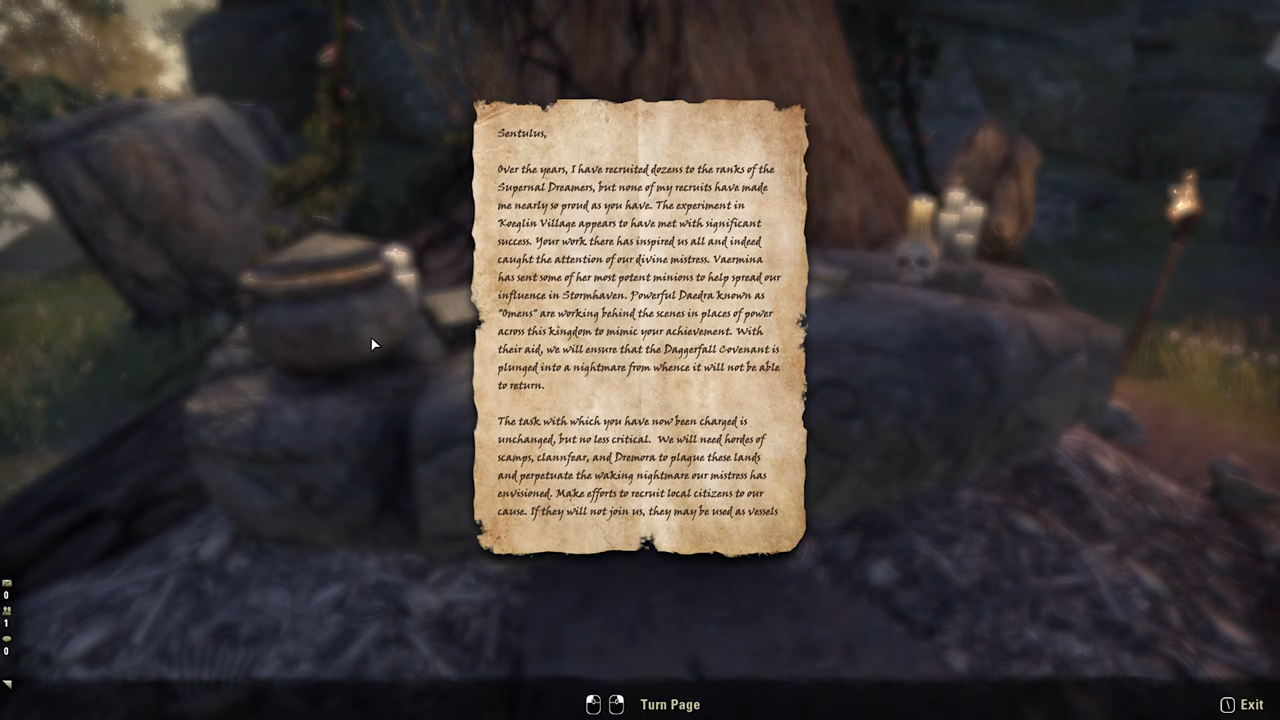 Sentulus,
Over the years, I have recruited dozens to the ranks of the
Supernal Dreamers, but none of my recruits have made
me nearly so proud as you have. The experiment in
Koeglin Village appears to have met with significant
success. Your work there has inspired us all and indeed
caught the attention of our divine mistress. Vaermina
has sent some of her most potent minions to help spread our
influence in Stormhaven. Powerful Daedra known as
"Omens" are working behind the scenes in places of power
across this kingdom to mimic your achievement. With
their aid, we will ensure that the Daggerfall Covenant is
plunged into a nightmare from whence it will not be able
to return.
The task with which you have now been charged is
unchanged, but no less critical.  We will need hordes of
scamps, clannfear, and Dremora to plague these lands
and perpetuate the waking nightmare our mistress has
envisioned. Make efforts to recruit local citizens to our
cause. If they will not join us, they may be used as vessels
0
1
0
Turn Page
\ Exit